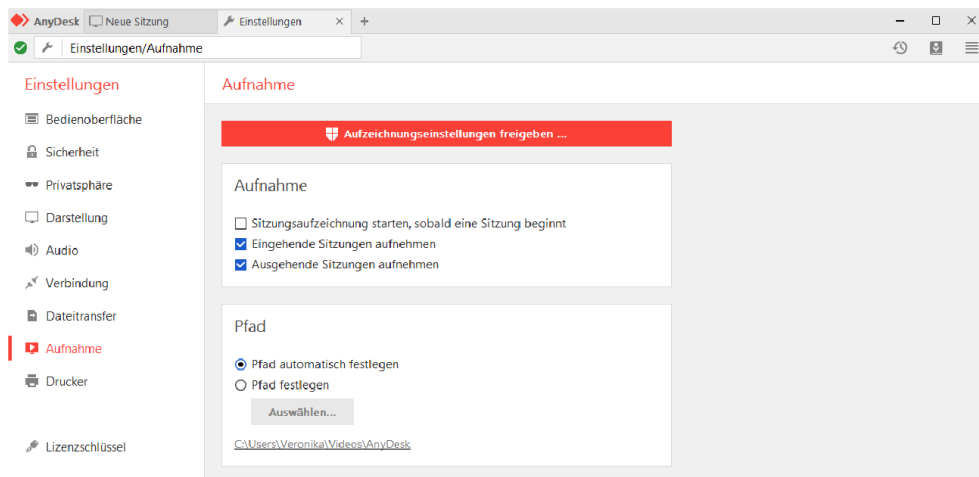 AnyDesk
Neue Sitzung
Einstellungen
Einstellungen/Aufnahme
Einstellungen
Bedienoberfläche
Sicherheit
Privatsphäre
Darstellung
Audio
Verbindung
Dateitransfer
Aufnahme
Drucker
Lizenzschlüssel
Aufnahme
Aufzeichnungseinstellungen freigeben ...
Aufnahme
Sitzungsaufzeichnung starten, sobald eine Sitzung beginnt
Eingehende Sitzungen aufnehmen
Ausgehende Sitzungen aufnehmen
Pfad
Pfad automatisch festlegen
Pfad festlegen
Auswählen...
C:\Users\Veronika\Videos\AnyDesk